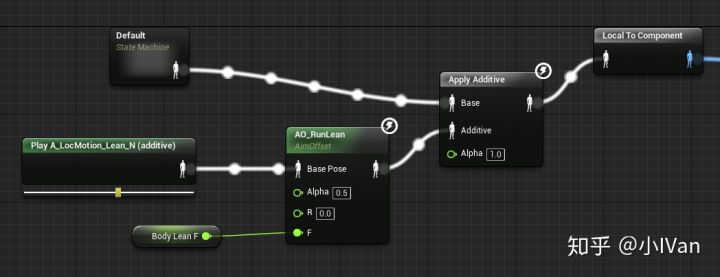 Default
State Machine
Local To Component
Apply Additive
Base
Additive
Alpha 1.0
Play A_LocMotion_Lean_N (additive)
AO_RunLean
AimOffset
Base Pose
Alpha 0.5
R 0.0
F
Body Lean F
知乎 @小IVan